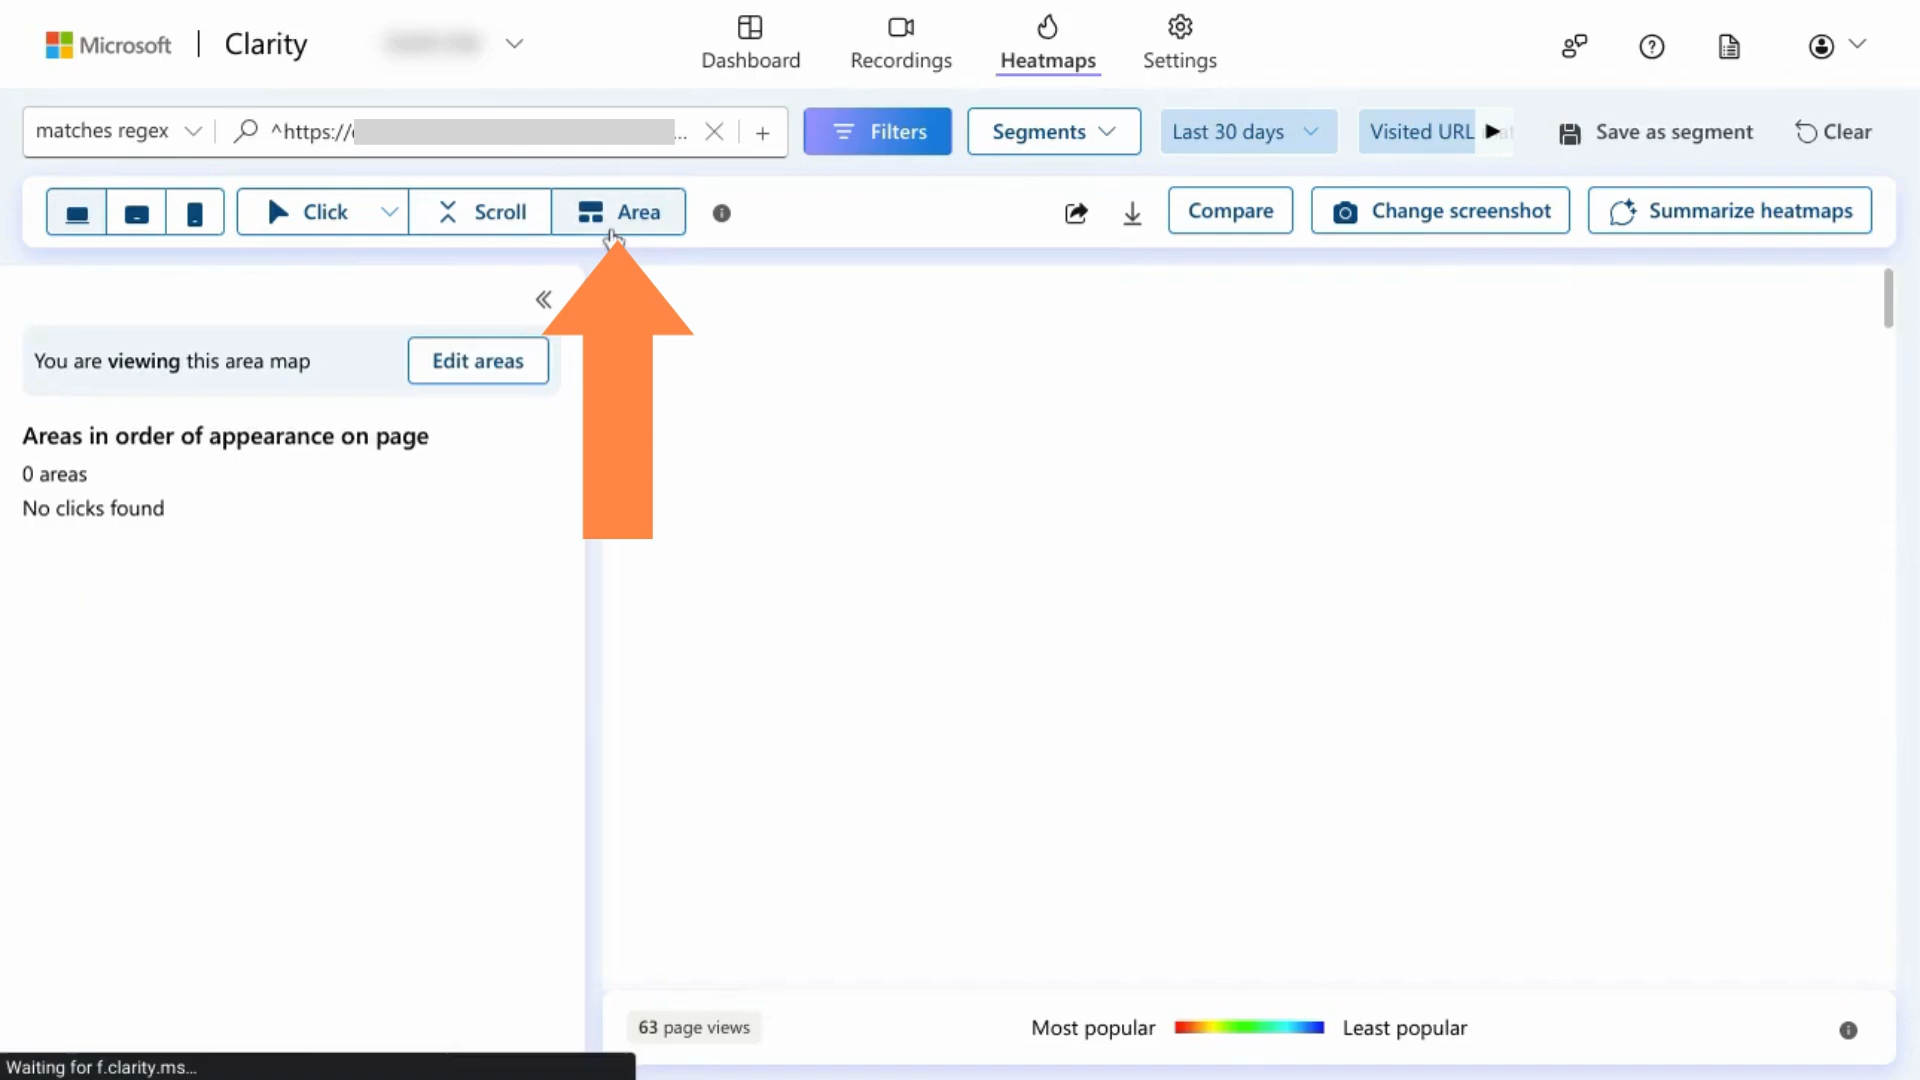 Microsoft | Clarity
Dashboard
Recordings
Heatmaps
Settings
matches regex
^https://
...
Filters
Segments
Last 30 days
Visited URL
Save as segment
Clear
Click
Scroll
Area
Compare
Change screenshot
Summarize heatmaps
You are viewing this area map
Edit areas
Areas in order of appearance on page
0 areas
No clicks found
63 page views
Most popular
Least popular
Waiting for f.clarity.ms...